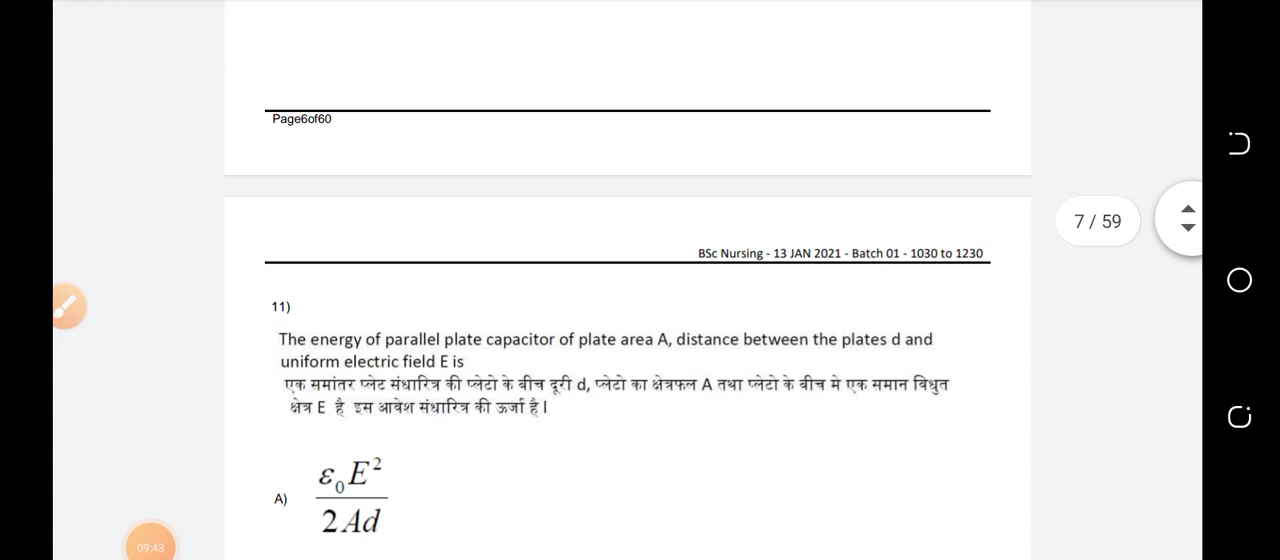 Page6of60
7 / 59
BSc Nursing - 13 JAN 2021 - Batch 01 - 1030 to 1230
11)
The energy of parallel plate capacitor of plate area A, distance between the plates d and
uniform electric field E is
एक समांतर प्लेट संधारित्र की प्लेटो के बीच दूरी d, प्लेटो का क्षेत्रफल A तथा प्लेटो के बीच मे एक समान विधुत
क्षेत्र E है इस आवेश संधारित्र की ऊर्जा है।
A) ε₀E²
2Ad
09:43